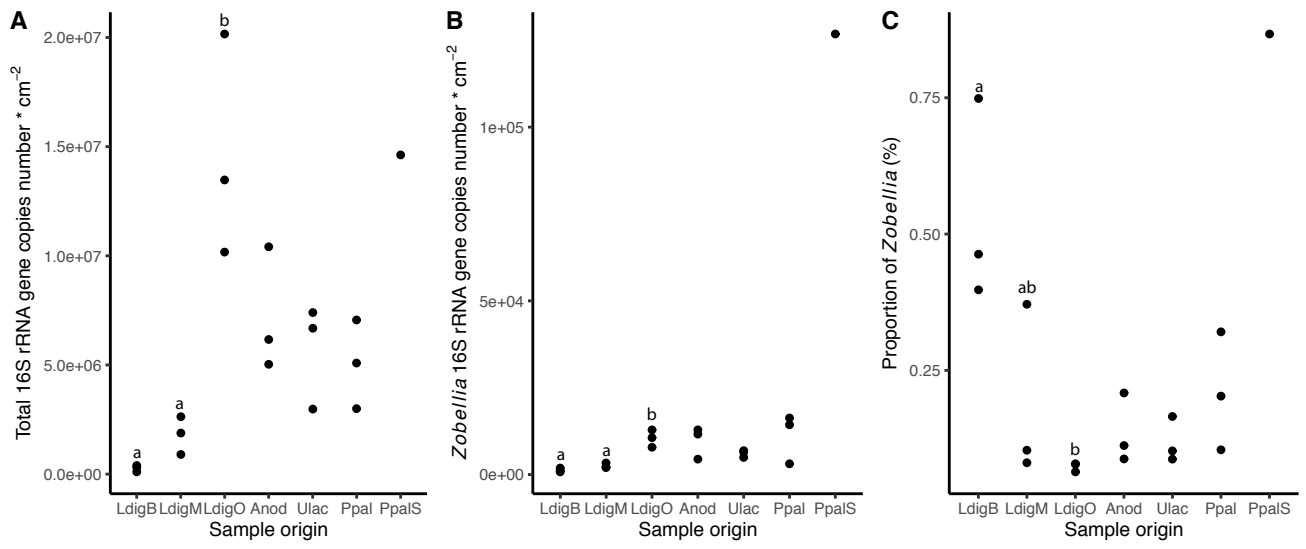 A
Total 16S rRNA gene copies number * cm−2
2.0e+07
1.5e+07
1.0e+07
5.0e+06
0.0e+00
a
a
b
LdigB LdigM LdigO Anod Ulac Ppal PpalS
Sample origin
B
Zobellia 16S rRNA gene copies number * cm−2
1e+05
5e+04
0e+00
a
a
b
LdigB LdigM LdigO Anod Ulac Ppal PpalS
Sample origin
C
Proportion of Zobellia (%)
0.75
0.50
0.25
a
ab
b
LdigB LdigM LdigO Anod Ulac Ppal PpalS
Sample origin